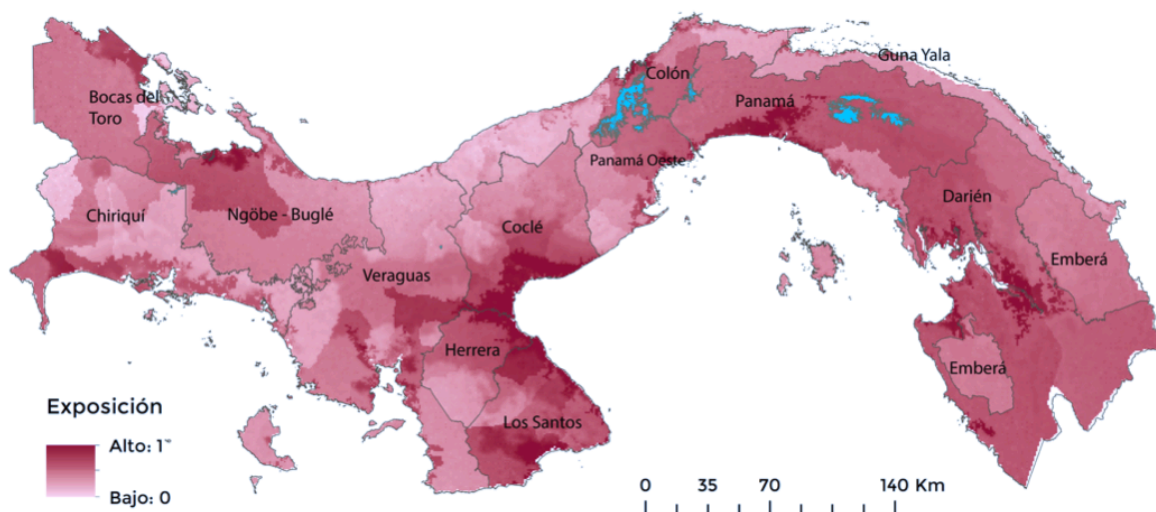 Guna Yala
Colón
Bocas del
Toro
Panamá
Panamá Oeste
Chiriquí
Ngöbe - Buglé
Coclé
Darién
Veraguas
Emberá
Herrera
Emberá
Los Santos
Exposición
Alto: 1
Bajo: 0
0 35 70 140 Km